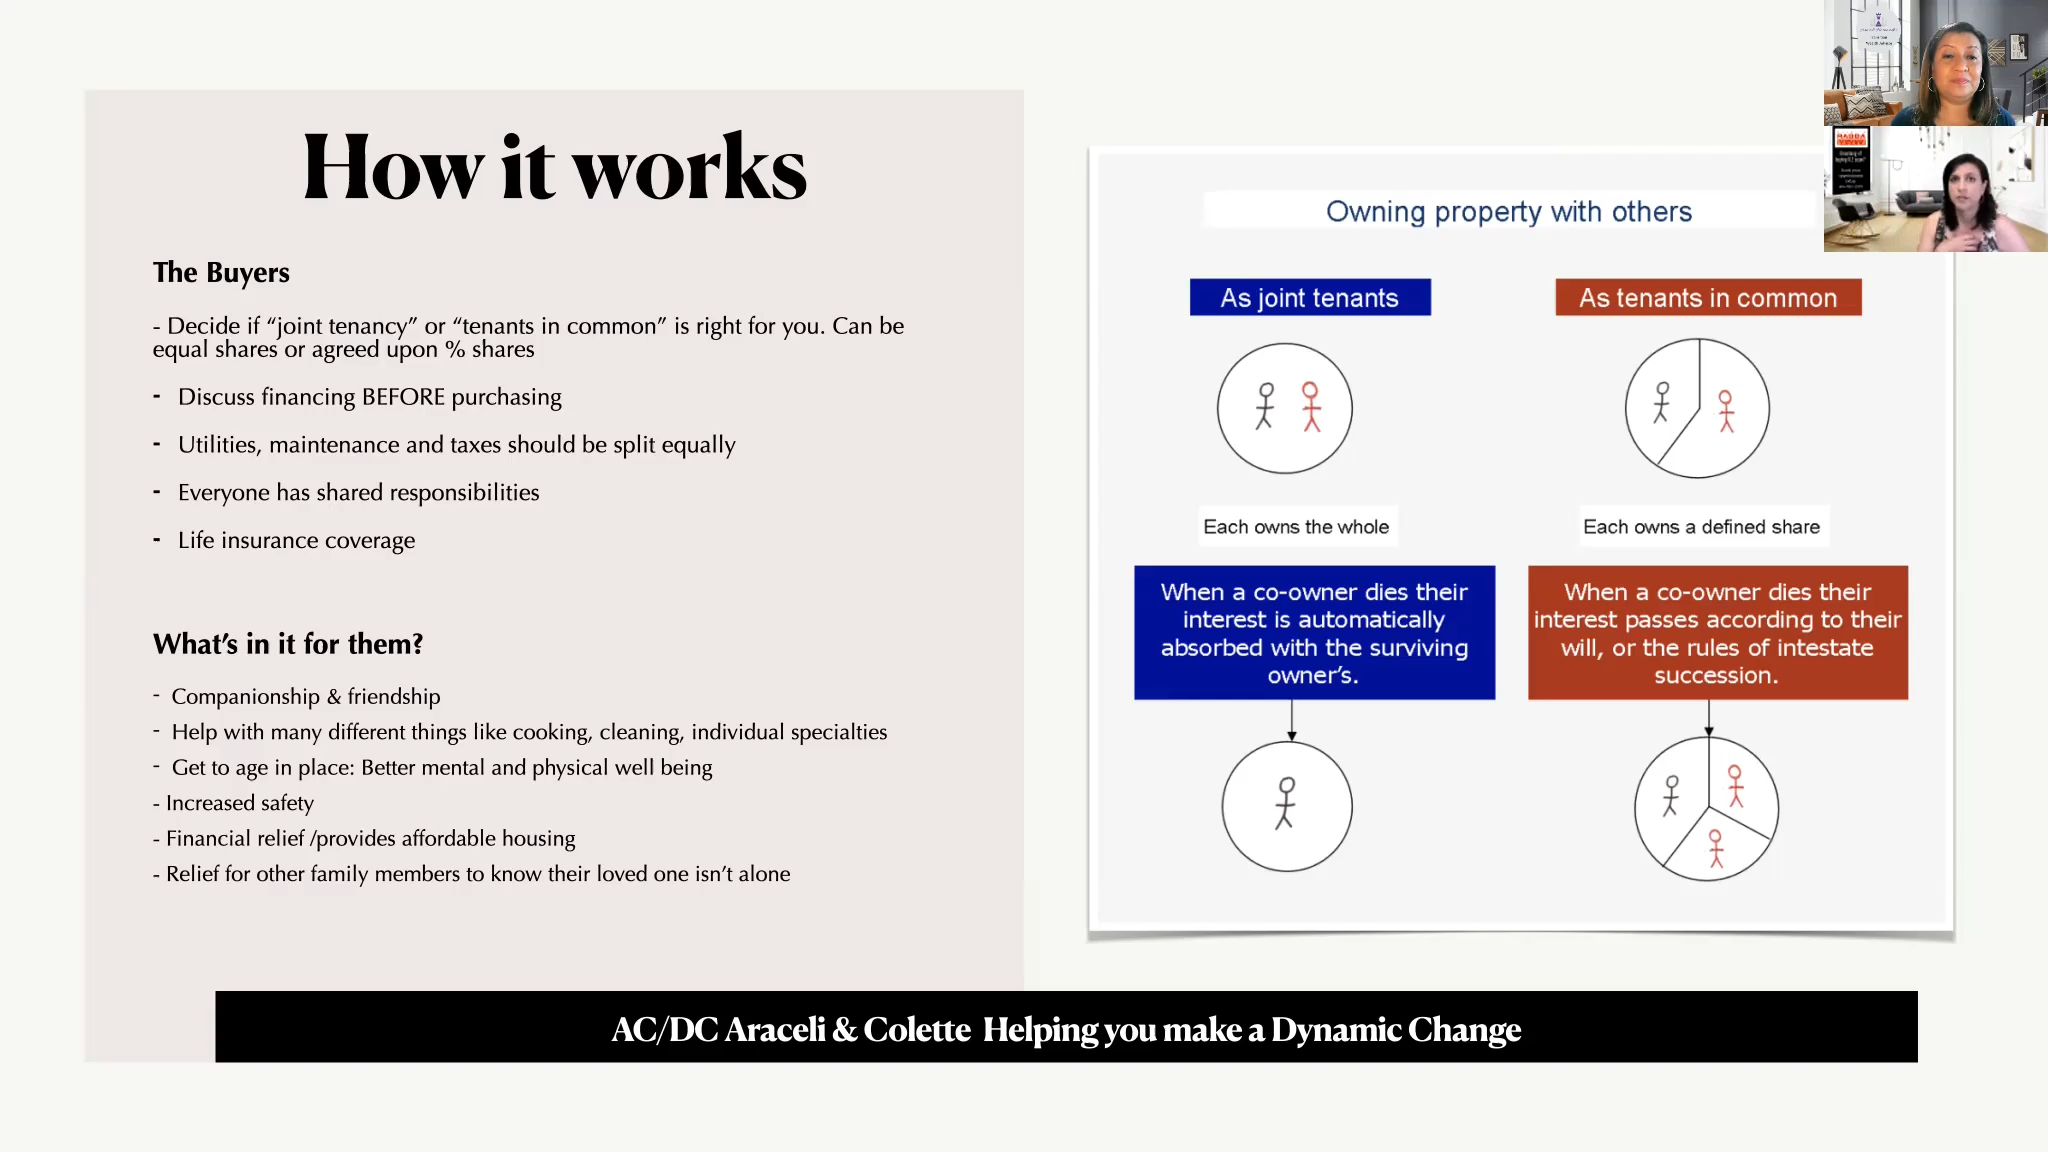 How it works
The Buyers
- Decide if “joint tenancy” or “tenants in common” is right for you. Can be
equal shares or agreed upon % shares
- Discuss financing BEFORE purchasing
- Utilities, maintenance and taxes should be split equally
- Everyone has shared responsibilities
- Life insurance coverage
What’s in it for them?
- Companionship & friendship
- Help with many different things like cooking, cleaning, individual specialties
- Get to age in place: Better mental and physical well being
- Increased safety
- Financial relief /provides affordable housing
- Relief for other family members to know their loved one isn’t alone
Owning property with others
As joint tenants
As tenants in common
Each owns the whole
Each owns a defined share
When a co-owner dies their
interest is automatically
absorbed with the surviving
owner’s.
When a co-owner dies their
interest passes according to their
will, or the rules of intestate
succession.
AC/DC Araceli & Colette Helping you make a Dynamic Change